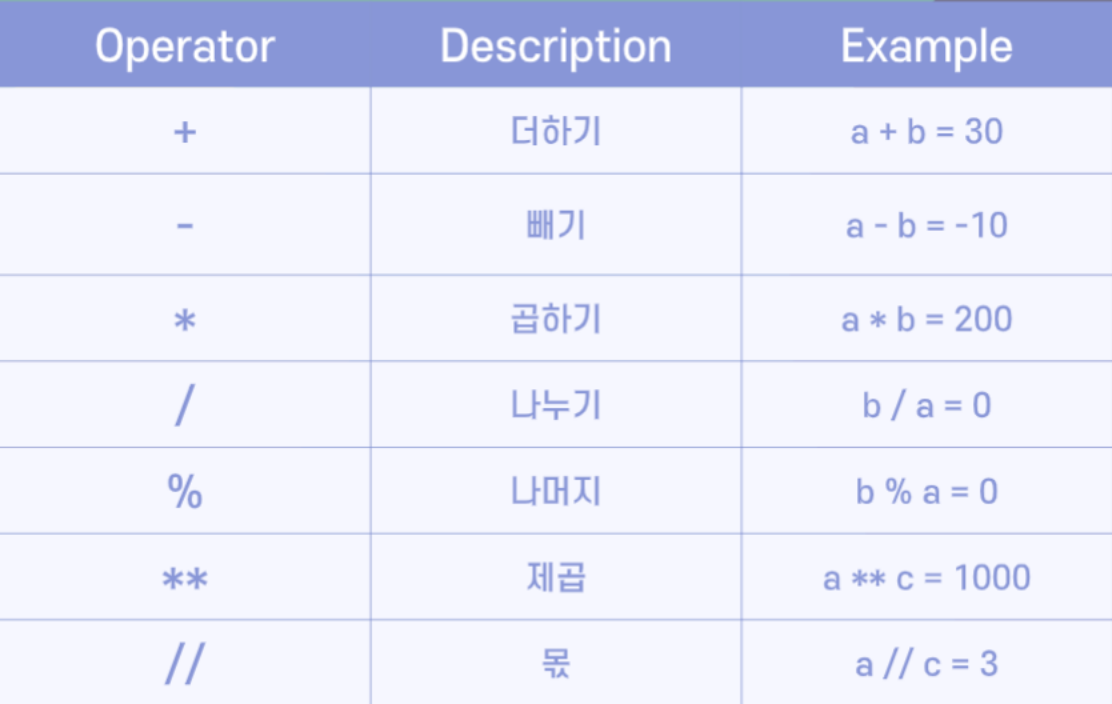 Operator Description Example
+ 더하기 a + b = 30
- 빼기 a - b = -10
* 곱하기 a * b = 200
/ 나누기 b / a = 0
% 나머지 b % a = 0
** 제곱 a ** c = 1000
// 몫 a // c = 3